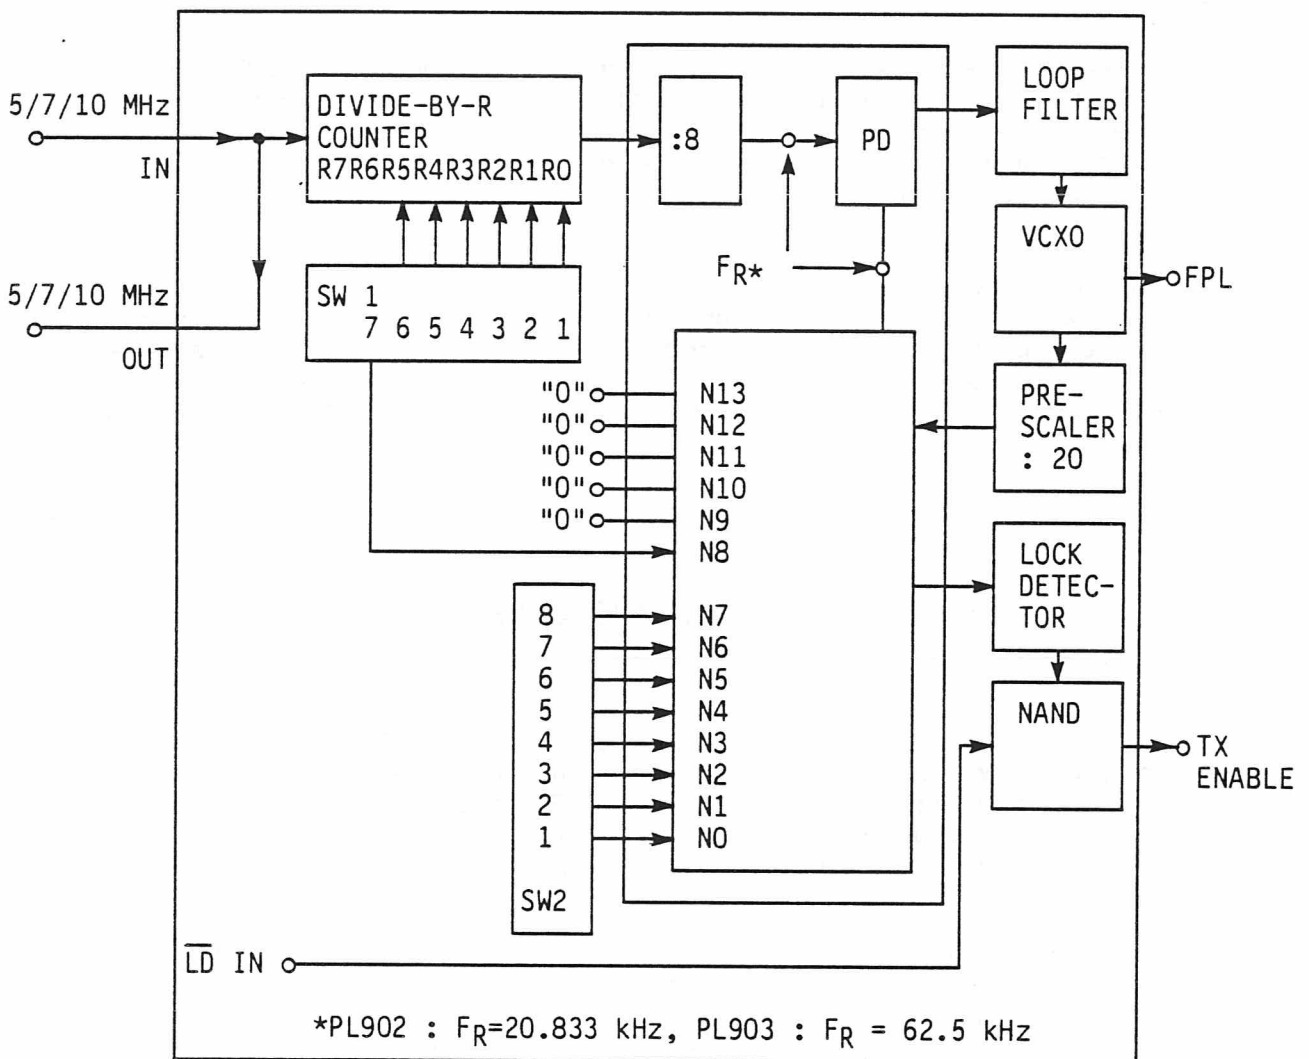 5/7/10 MHz
IN
5/7/10 MHz
OUT
DIVIDE-BY-R
COUNTER
R7R6R5R4R3R2R1R0
SW 1
7 6 5 4 3 2 1
:8
PD
FR*
LOOP
FILTER
VCXO
FPL
PRE-
SCALER
: 20
"0" N13
"0" N12
"0" N11
"0" N10
"0" N9
N8
8 N7
7 N6
6 N5
5 N4
4 N3
3 N2
2 N1
1 N0
SW2
LOCK
DETEC-
TOR
NAND
TX
ENABLE
L̅D̅ IN
*PL902 : FR=20.833 kHz, PL903 : FR = 62.5 kHz